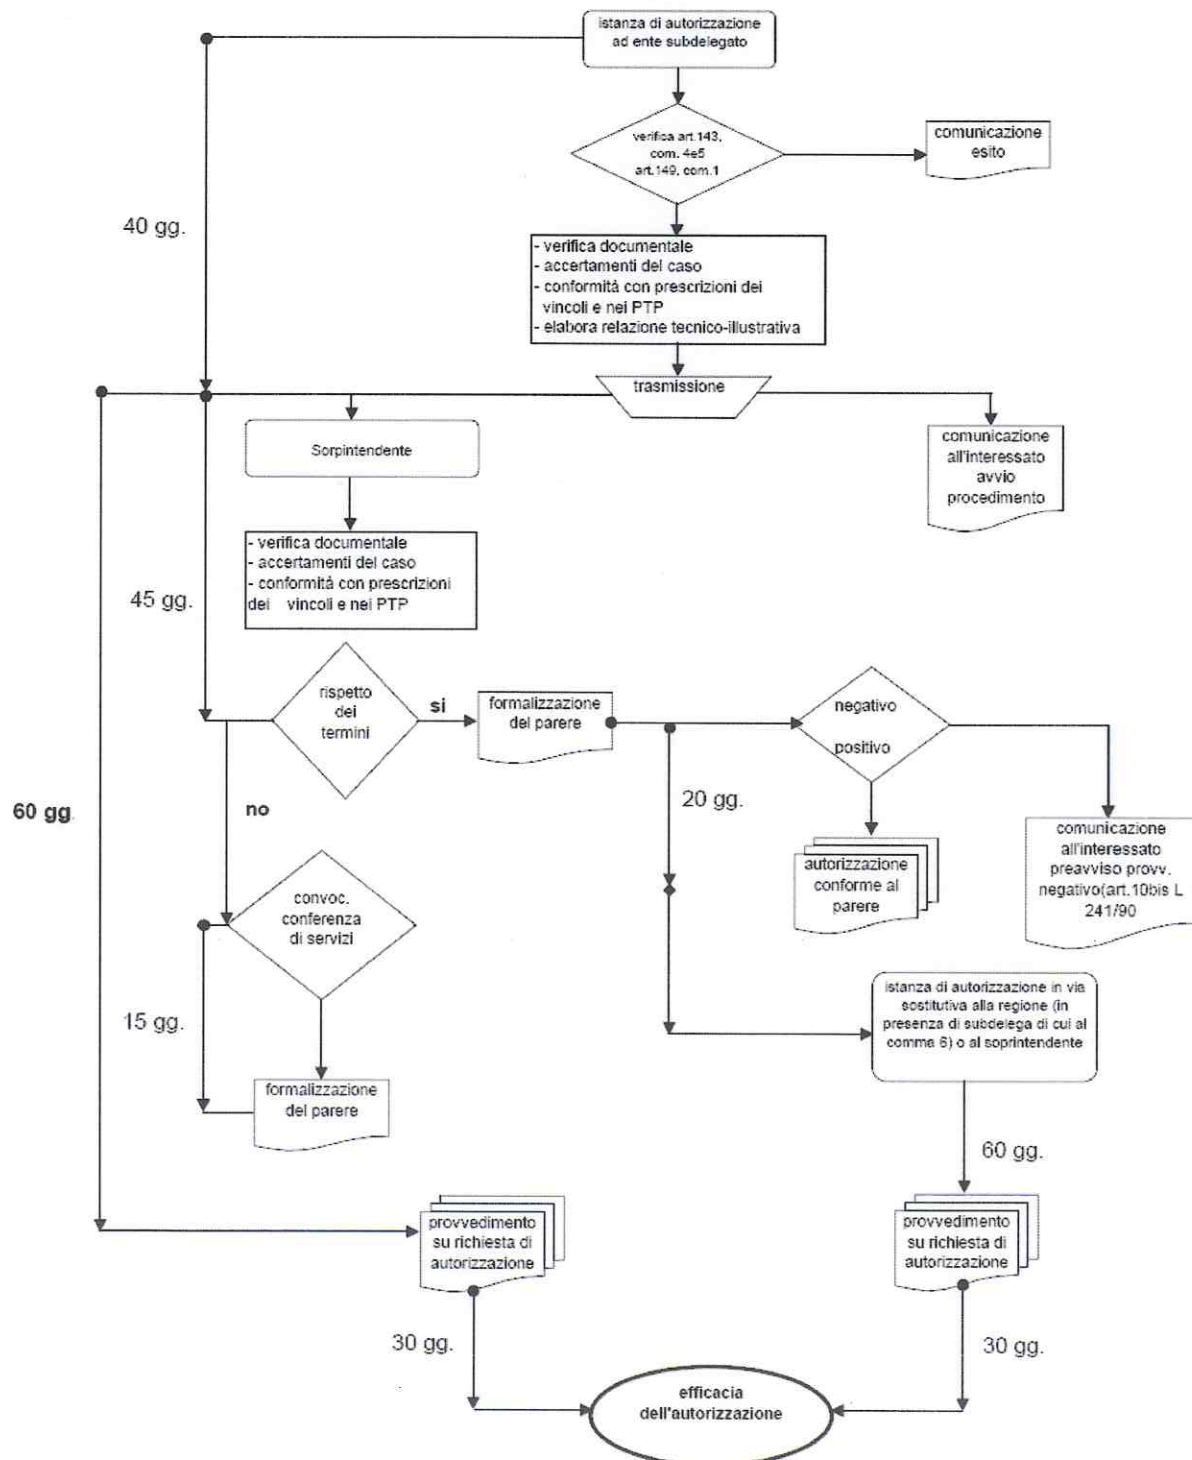 istanza di autorizzazione
ad ente subdelegato
verifica art.143,
com. 4e5
art.149, com.1
comunicazione
esito
40 gg.
- verifica documentale
- accertamenti del caso
- conformità con prescrizioni dei
vincoli e nei PTP
- elabora relazione tecnico-illustrativa
trasmissione
Sorpintendente
comunicazione
all'interessato
avvio
procedimento
- verifica documentale
- accertamenti del caso
- conformità con prescrizioni
dei vincoli e nei PTP
45 gg.
rispetto
dei
termini
si
formalizzazione
del parere
negativo
positivo
20 gg.
60 gg.
no
autorizzazione
conforme al
parere
comunicazione
all'interessato
preavviso provv.
negativo(art.10bis L
241/90
convoc.
conferenza
di servizi
istanza di autorizzazione in via
sostitutiva alla regione (in
presenza di subdelega di cui al
comma 6) o al soprintendente
15 gg.
formalizzazione
del parere
60 gg.
provvedimento
su richiesta di
autorizzazione
provvedimento
su richiesta di
autorizzazione
30 gg.
30 gg.
efficacia
dell'autorizzazione